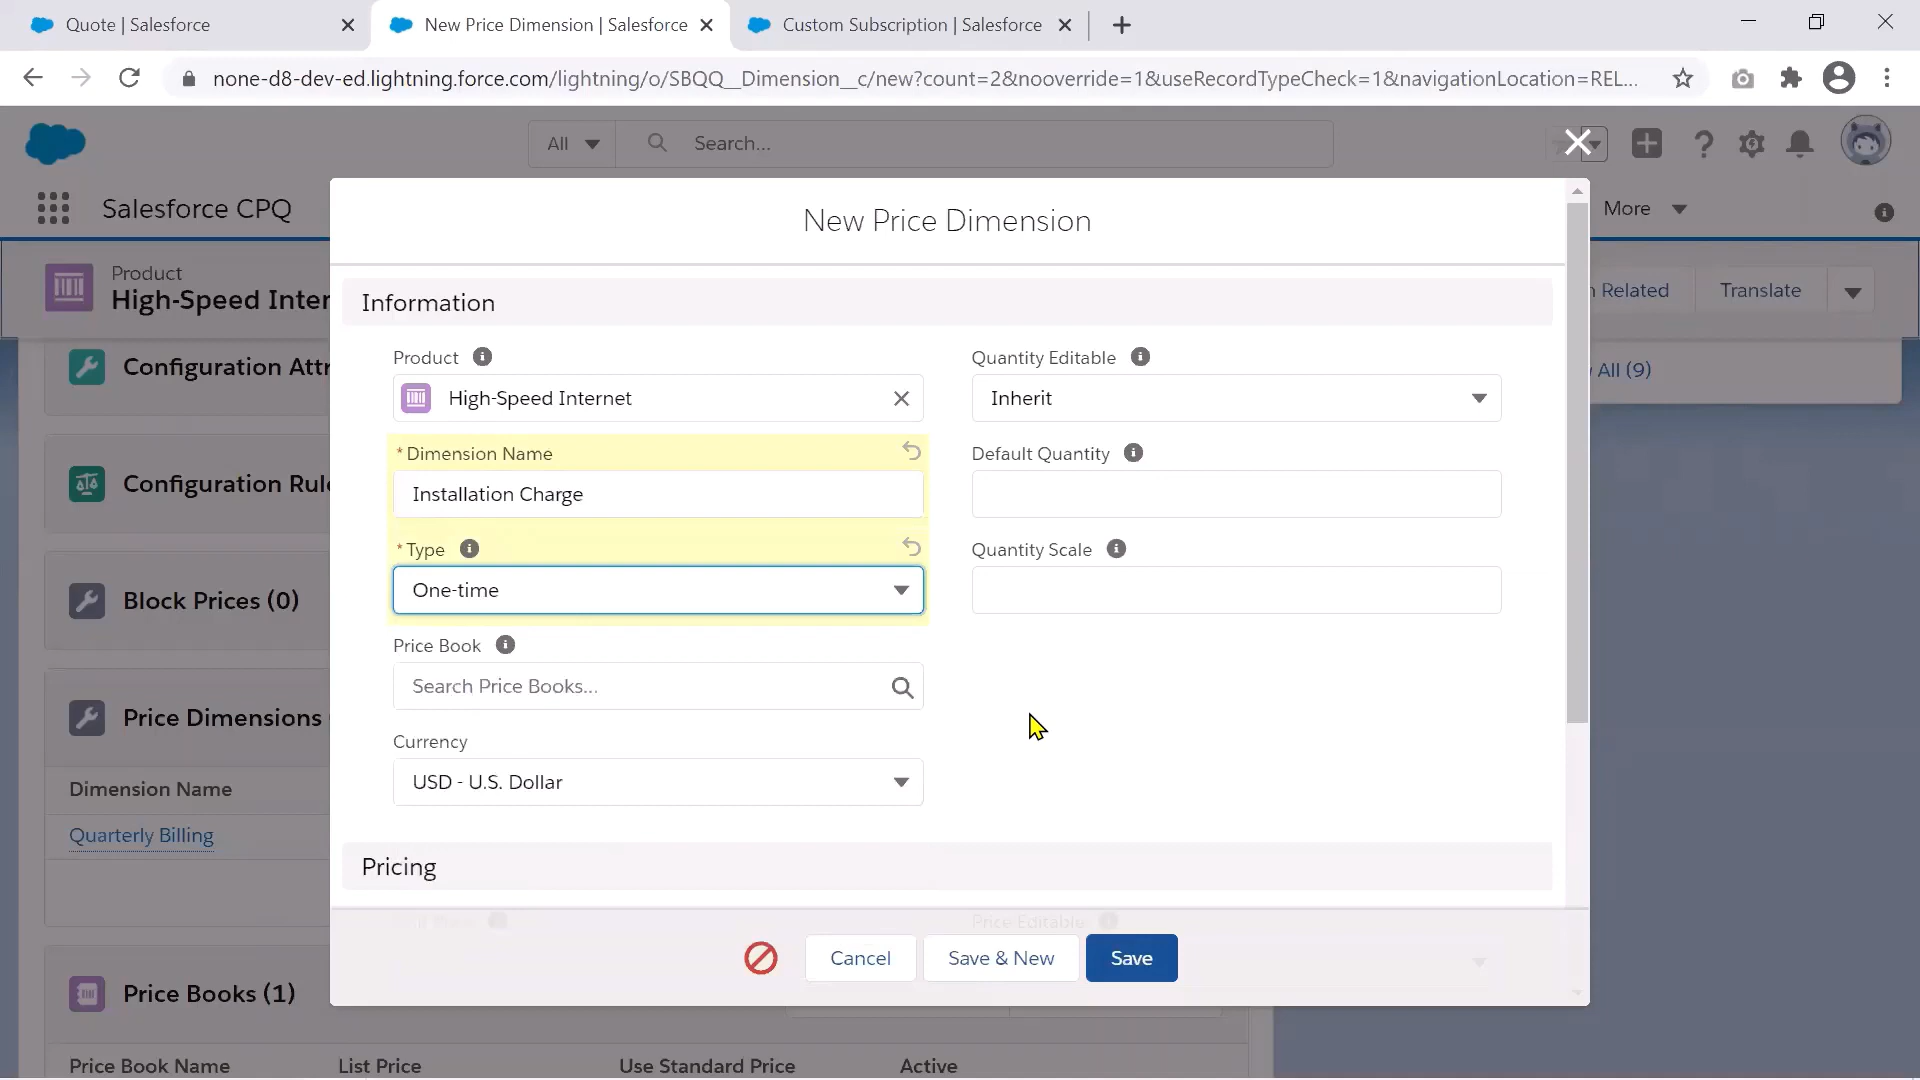 Quote | Salesforce
New Price Dimension | Salesforce
Custom Subscription | Salesforce
none-d8-dev-ed.lightning.force.com/lightning/o/SBQQ__Dimension__c/new?count=2&nooverride=1&useRecordTypeCheck=1&navigationLocation=REL...
All
Search...
Salesforce CPQ
More
Product
High-Speed Inter
Related
Translate
New Price Dimension
Information
Configuration Attr
All (9)
Product
High-Speed Internet
Quantity Editable
Inherit
*Dimension Name
Installation Charge
Default Quantity
Configuration Rul
*Type
One-time
Quantity Scale
Block Prices (0)
Price Book
Search Price Books...
Price Dimensions
Currency
USD - U.S. Dollar
Dimension Name
Quarterly Billing
Pricing
Price Editable
Cancel
Save & New
Save
Price Books (1)
Price Book Name
List Price
Use Standard Price
Active